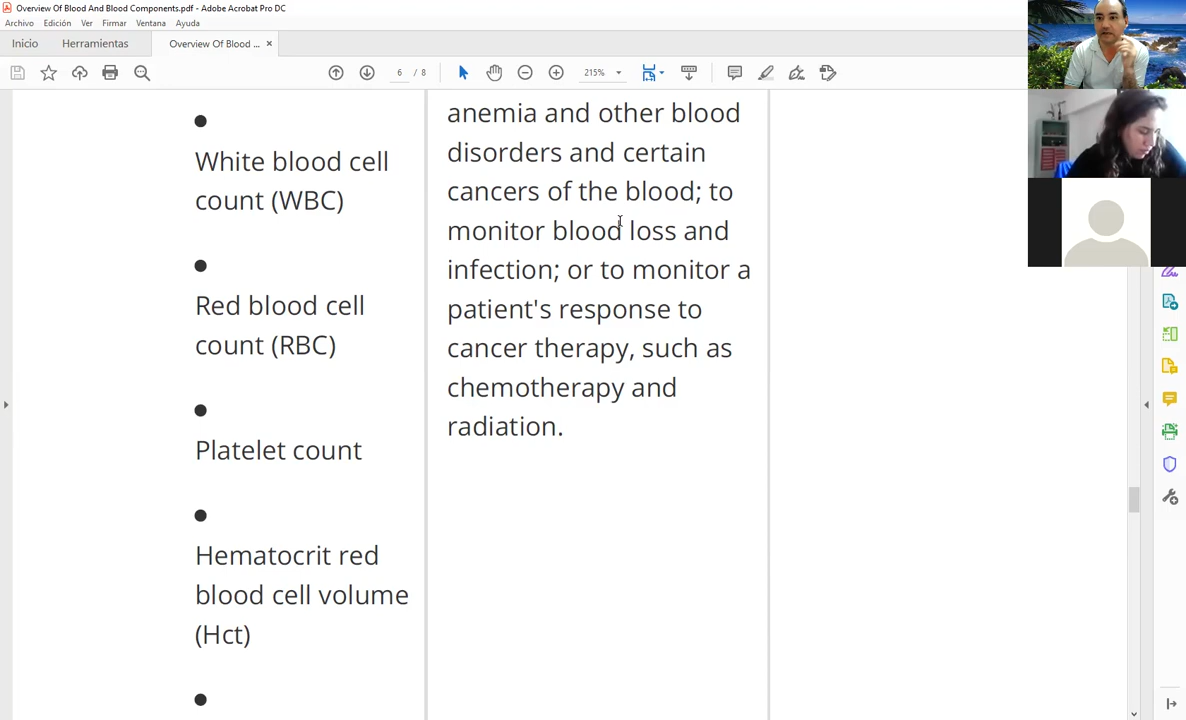 Overview Of Blood And Blood Components.pdf - Adobe Acrobat Pro DC
Archivo Edición Ver Firmar Ventana Ayuda
Inicio Herramientas Overview Of Blood ... ×
6 / 8 215%
White blood cell
count (WBC)
Red blood cell
count (RBC)
Platelet count
Hematocrit red
blood cell volume
(Hct)
anemia and other blood
disorders and certain
cancers of the blood; to
monitor blood loss and
infection; or to monitor a
patient's response to
cancer therapy, such as
chemotherapy and
radiation.